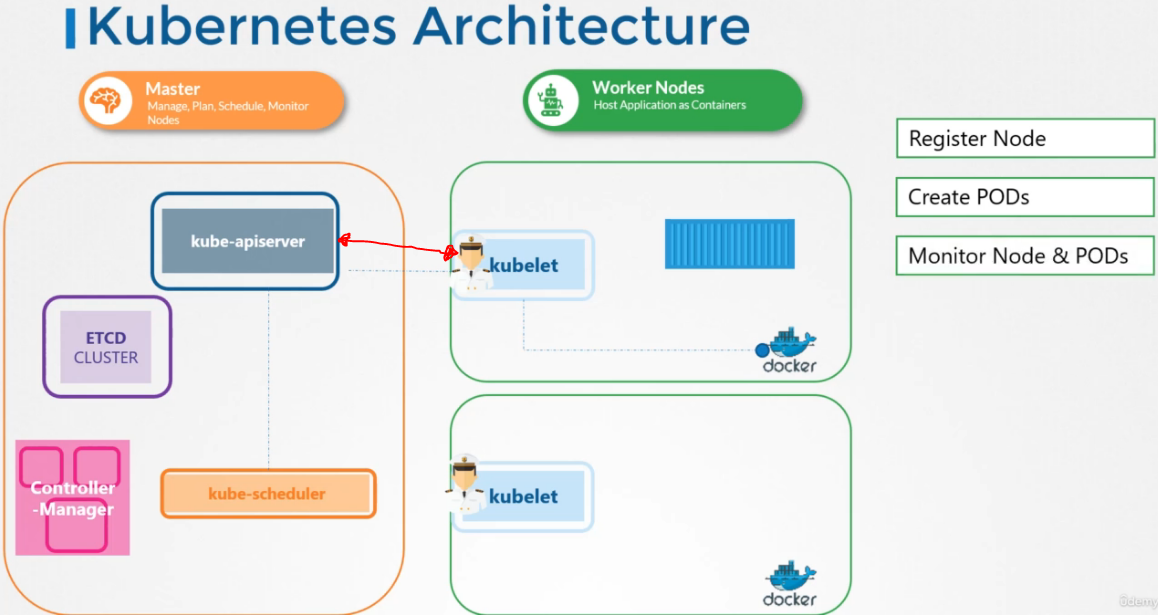 Kubernetes Architecture
Master
Manage, Plan, Schedule, Monitor
Nodes
Worker Nodes
Host Application as Containers
Register Node
Create PODs
Monitor Node & PODs
kube-apiserver
kubelet
ETCD
CLUSTER
docker
Controller
-Manager
kube-scheduler
kubelet
docker
ûdemy